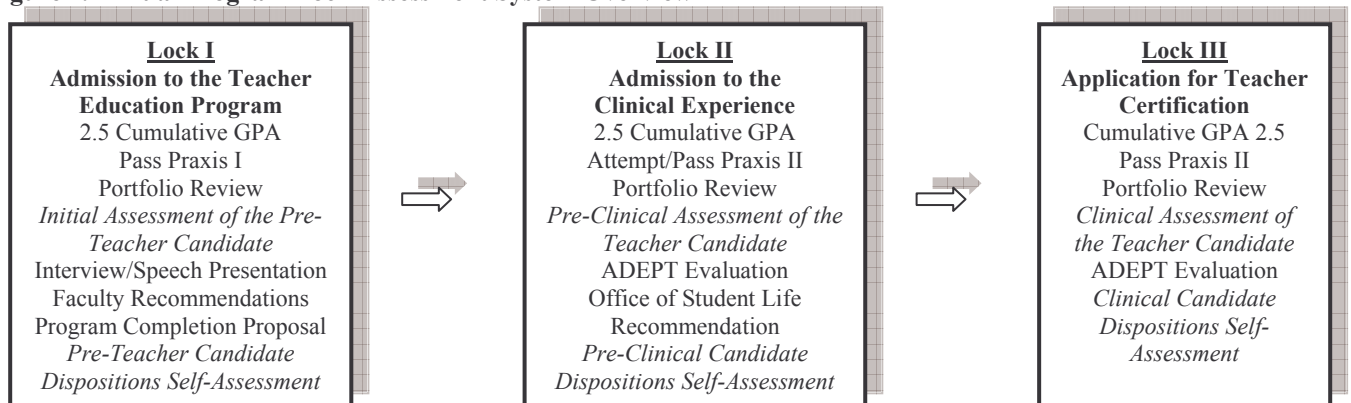 Lock I
Admission to the Teacher
Education Program
2.5 Cumulative GPA
Pass Praxis I
Portfolio Review
Initial Assessment of the Pre-
Teacher Candidate
Interview/Speech Presentation
Faculty Recommendations
Program Completion Proposal
Pre-Teacher Candidate
Dispositions Self-Assessment
Lock II
Admission to the
Clinical Experience
2.5 Cumulative GPA
Attempt/Pass Praxis II
Portfolio Review
Pre-Clinical Assessment of the
Teacher Candidate
ADEPT Evaluation
Office of Student Life
Recommendation
Pre-Clinical Candidate
Dispositions Self-Assessment
Lock III
Application for Teacher
Certification
Cumulative GPA 2.5
Pass Praxis II
Portfolio Review
Clinical Assessment of
the Teacher Candidate
ADEPT Evaluation
Clinical Candidate
Dispositions Self-
Assessment